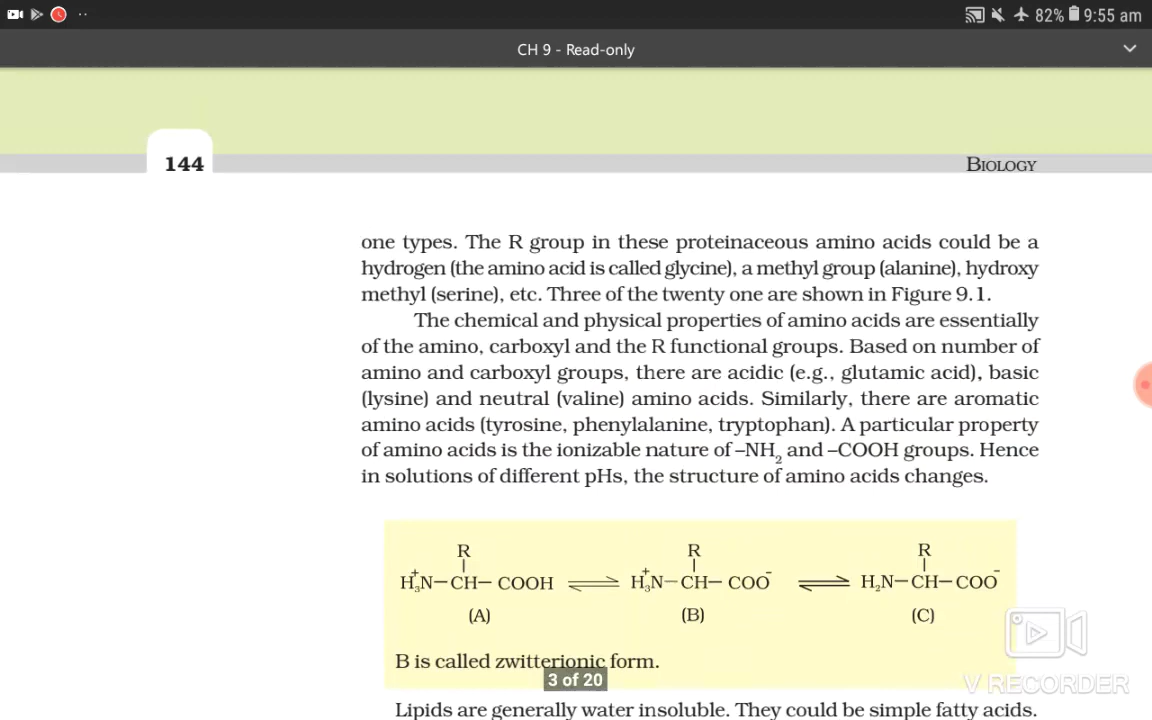 82% 9:55 am
CH 9 - Read-only
144
BIOLOGY
one types. The R group in these proteinaceous amino acids could be a
hydrogen (the amino acid is called glycine), a methyl group (alanine), hydroxy
methyl (serine), etc. Three of the twenty one are shown in Figure 9.1.
The chemical and physical properties of amino acids are essentially
of the amino, carboxyl and the R functional groups. Based on number of
amino and carboxyl groups, there are acidic (e.g., glutamic acid), basic
(lysine) and neutral (valine) amino acids. Similarly, there are aromatic
amino acids (tyrosine, phenylalanine, tryptophan). A particular property
of amino acids is the ionizable nature of –NH₂ and –COOH groups. Hence
in solutions of different pHs, the structure of amino acids changes.
R R R
H₃⁺N–CH–COOH ⇌ H₃⁺N–CH–COO⁻ ⇌ H₂N–CH–COO⁻
(A) (B) (C)
B is called zwitterionic form.
3 of 20
V RECORDER
Lipids are generally water insoluble. They could be simple fatty acids.